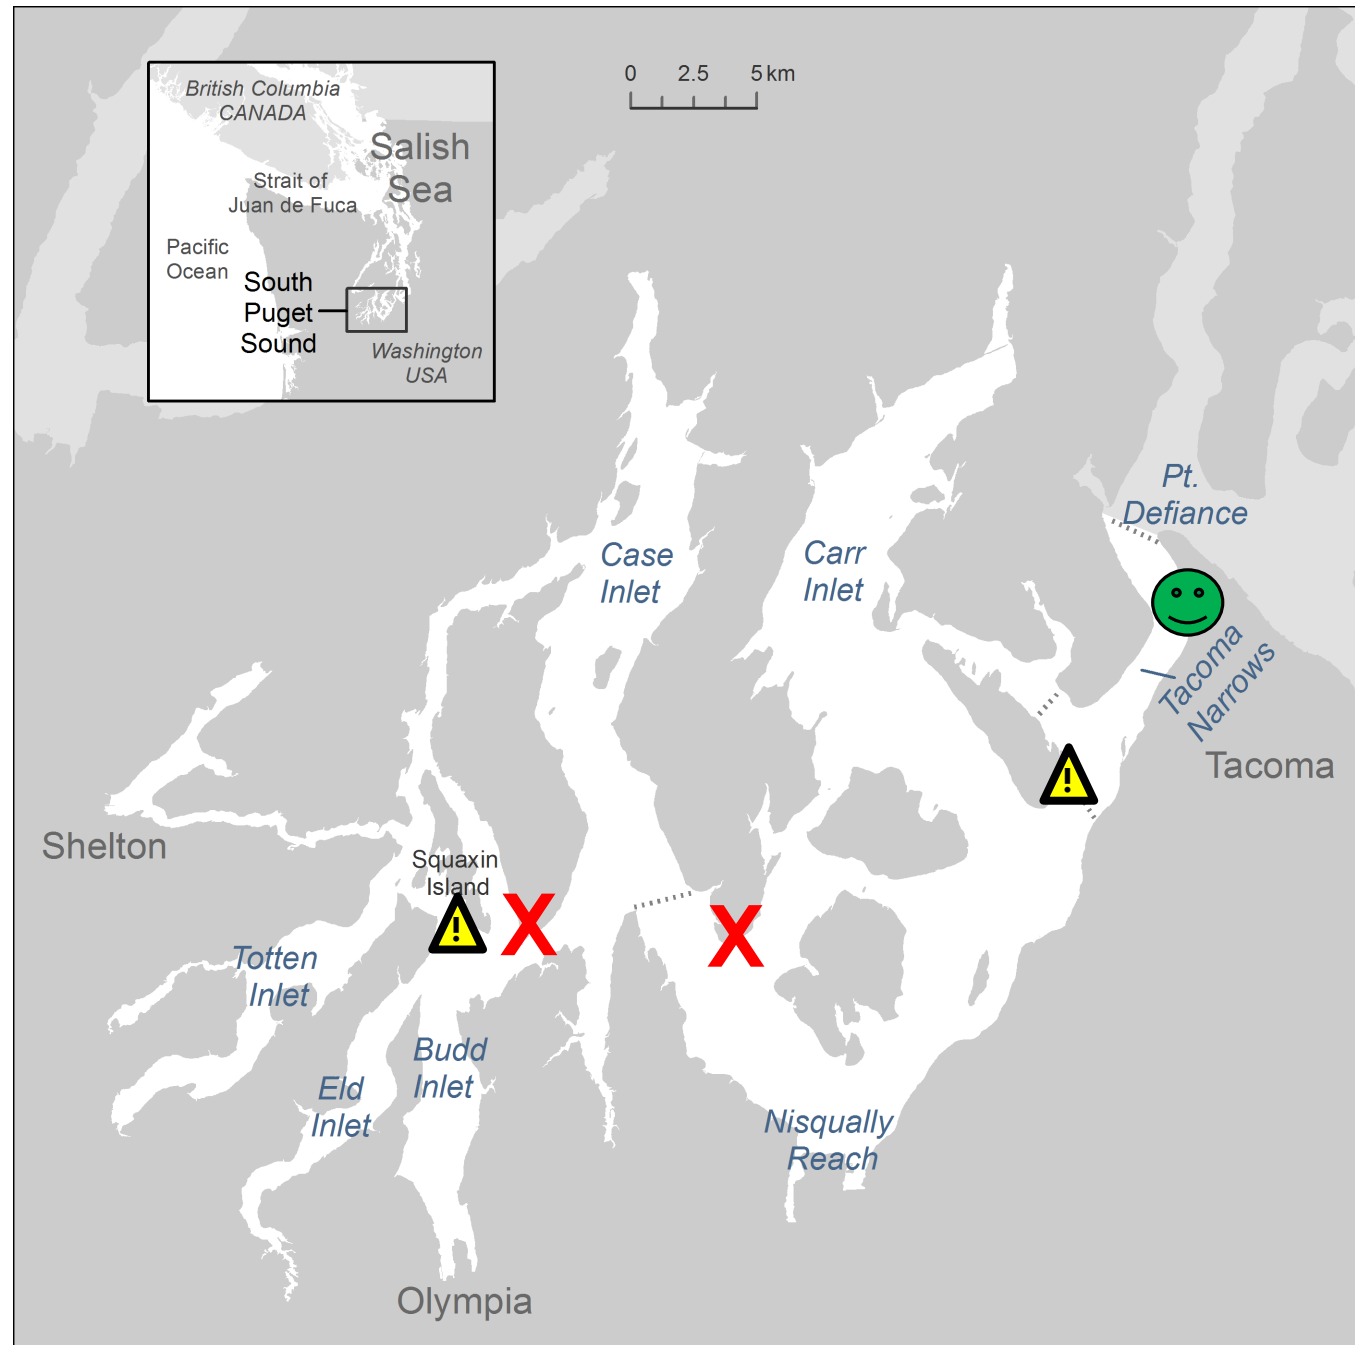 British Columbia
CANADA
Salish
Sea
Strait of
Juan de Fuca
Pacific
Ocean
South
Puget
Sound
Washington
USA
0 2.5 5 km
Pt.
Defiance
Case
Inlet
Carr
Inlet
Tacoma
Narrows
Tacoma
Shelton
Squaxin
Island
!
!
X
X
Totten
Inlet
Eld
Inlet
Budd
Inlet
Nisqually
Reach
Olympia